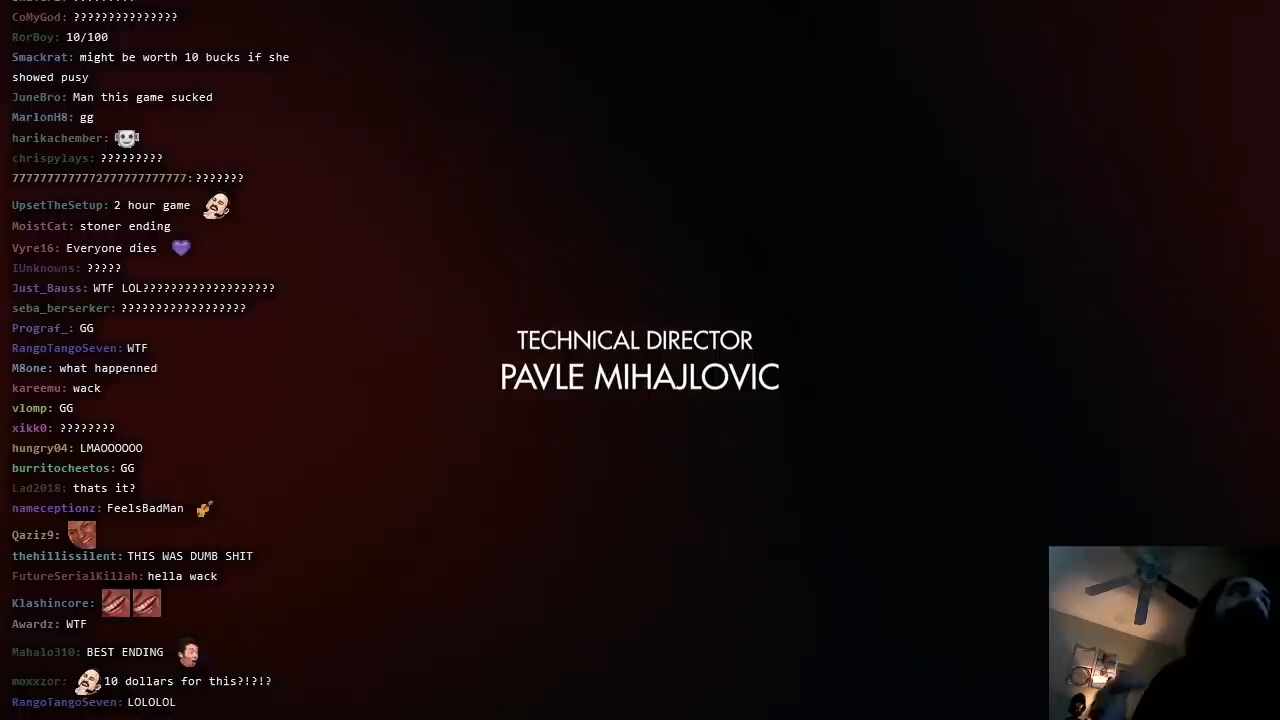 CoMyGod: ???????????????
RorBoy: 10/100
Smackrat: might be worth 10 bucks if she
showed pusy
JuneBro: Man this game sucked
MarlonH8: gg
harikachember:
chrispylays: ?????????
7777777777772777777777777: ???????
UpsetTheSetup: 2 hour game
MoistCat: stoner ending
Vyre16: Everyone dies
IUnknowns: ?????
Just_Bauss: WTF LOL???????????????????
seba_berserker: ??????????????????
Prograf_: GG
RangoTangoSeven: WTF
M8one: what happenned
kareemu: wack
vlomp: GG
xikk0: ????????
hungry04: LMAOOOOOO
burritocheetos: GG
Lad2018: thats it?
nameceptionz: FeelsBadMan
Qaziz9:
thehillissilent: THIS WAS DUMB SHIT
FutureSerialKillah: hella wack
Klashincore:
Awardz: WTF
Mahalo310: BEST ENDING
moxxzor: 10 dollars for this?!?!?
RangoTangoSeven: LOLOLOL
TECHNICAL DIRECTOR
PAVLE MIHAJLOVIC